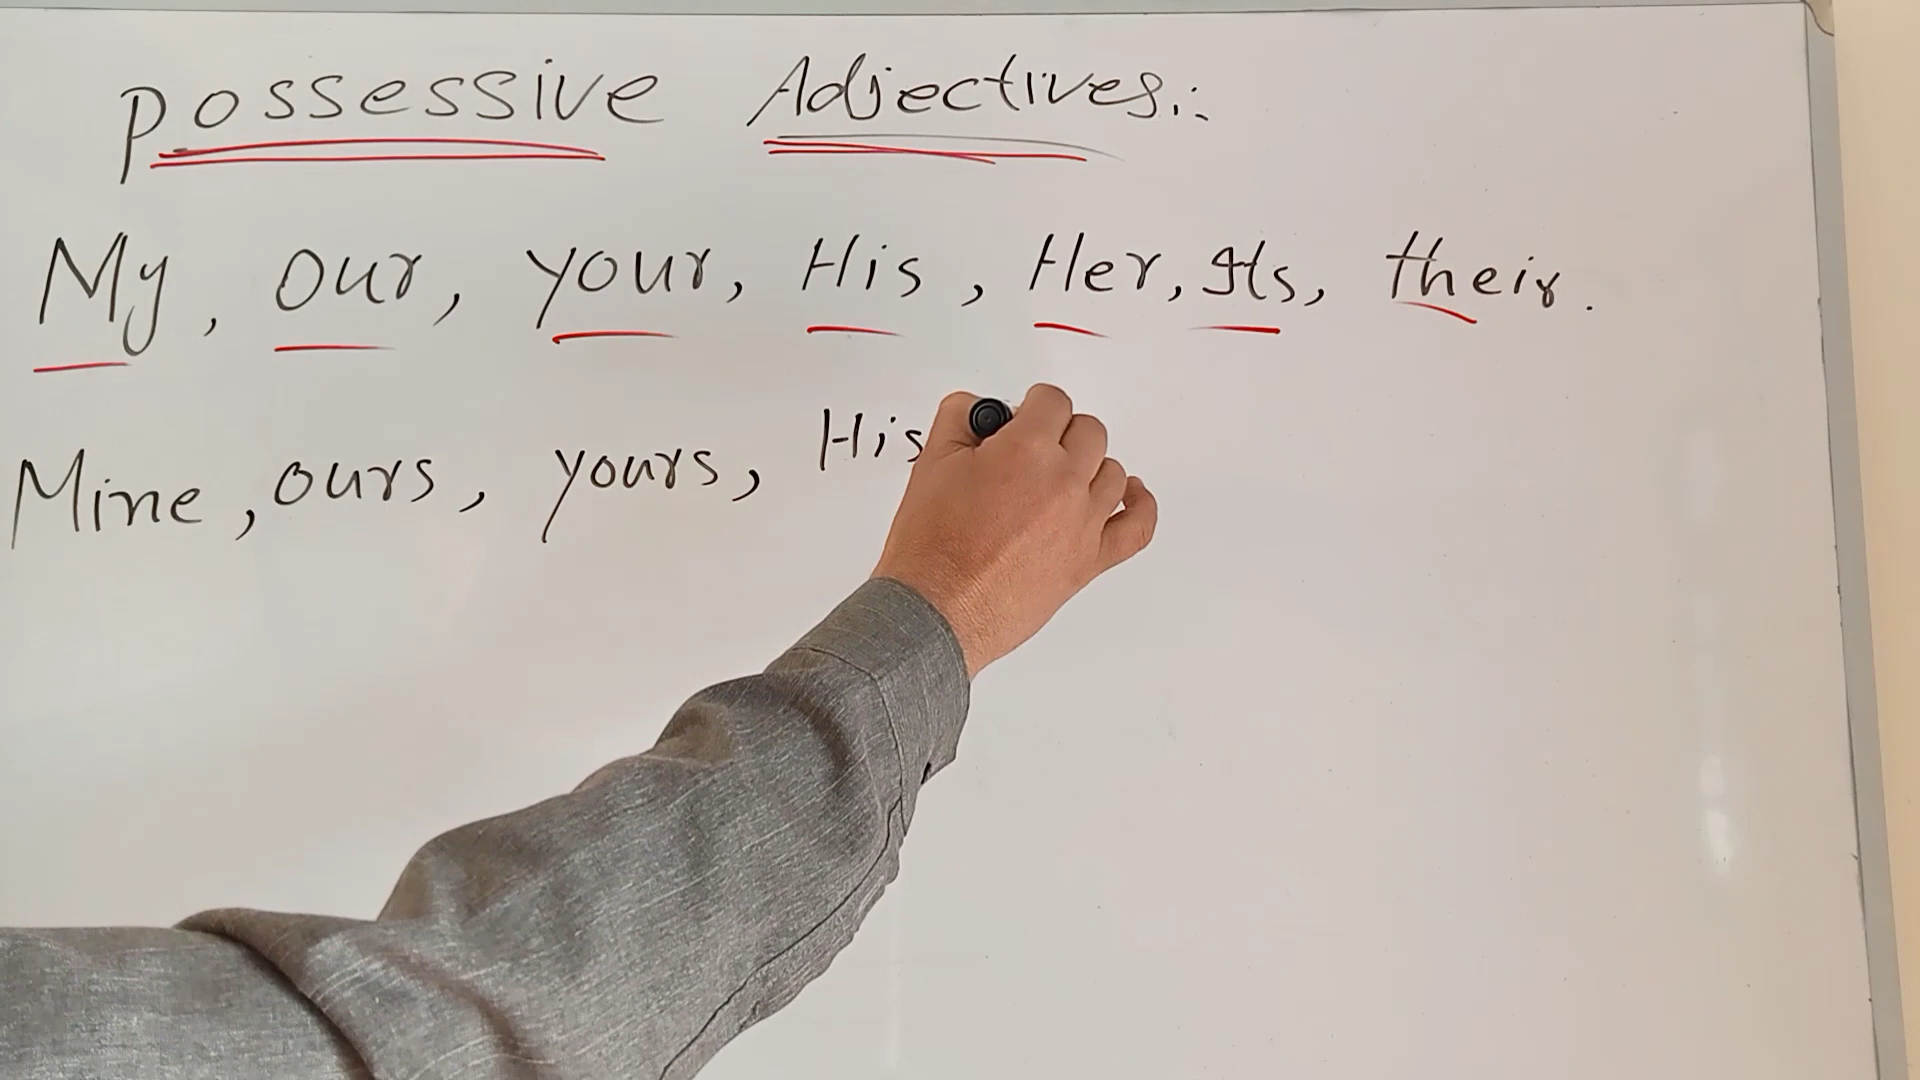 possessive Adjectives:
My, our, your, His, Her, Its, their.
Mine, ours, yours, His